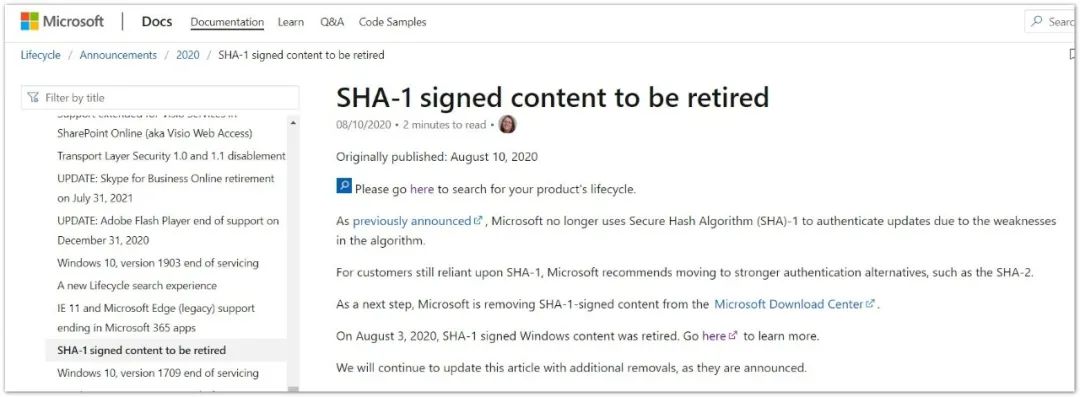 Microsoft Docs Documentation Learn Q&A Code Samples Searc
Lifecycle / Announcements / 2020 / SHA-1 signed content to be retired
Filter by title
Support extended for Visio Services in
SharePoint Online (aka Visio Web Access)
Transport Layer Security 1.0 and 1.1 disablement
UPDATE: Skype for Business Online retirement
on July 31, 2021
UPDATE: Adobe Flash Player end of support on
December 31, 2020
Windows 10, version 1903 end of servicing
A new Lifecycle search experience
IE 11 and Microsoft Edge (legacy) support
ending in Microsoft 365 apps
SHA-1 signed content to be retired
Windows 10, version 1709 end of servicing
SHA-1 signed content to be retired
08/10/2020 • 2 minutes to read •
Originally published: August 10, 2020
Please go here to search for your product's lifecycle.
As previously announced , Microsoft no longer uses Secure Hash Algorithm (SHA)-1 to authenticate updates due to the weaknesses
in the algorithm.
For customers still reliant upon SHA-1, Microsoft recommends moving to stronger authentication alternatives, such as the SHA-2.
As a next step, Microsoft is removing SHA-1-signed content from the Microsoft Download Center .
On August 3, 2020, SHA-1 signed Windows content was retired. Go here to learn more.
We will continue to update this article with additional removals, as they are announced.